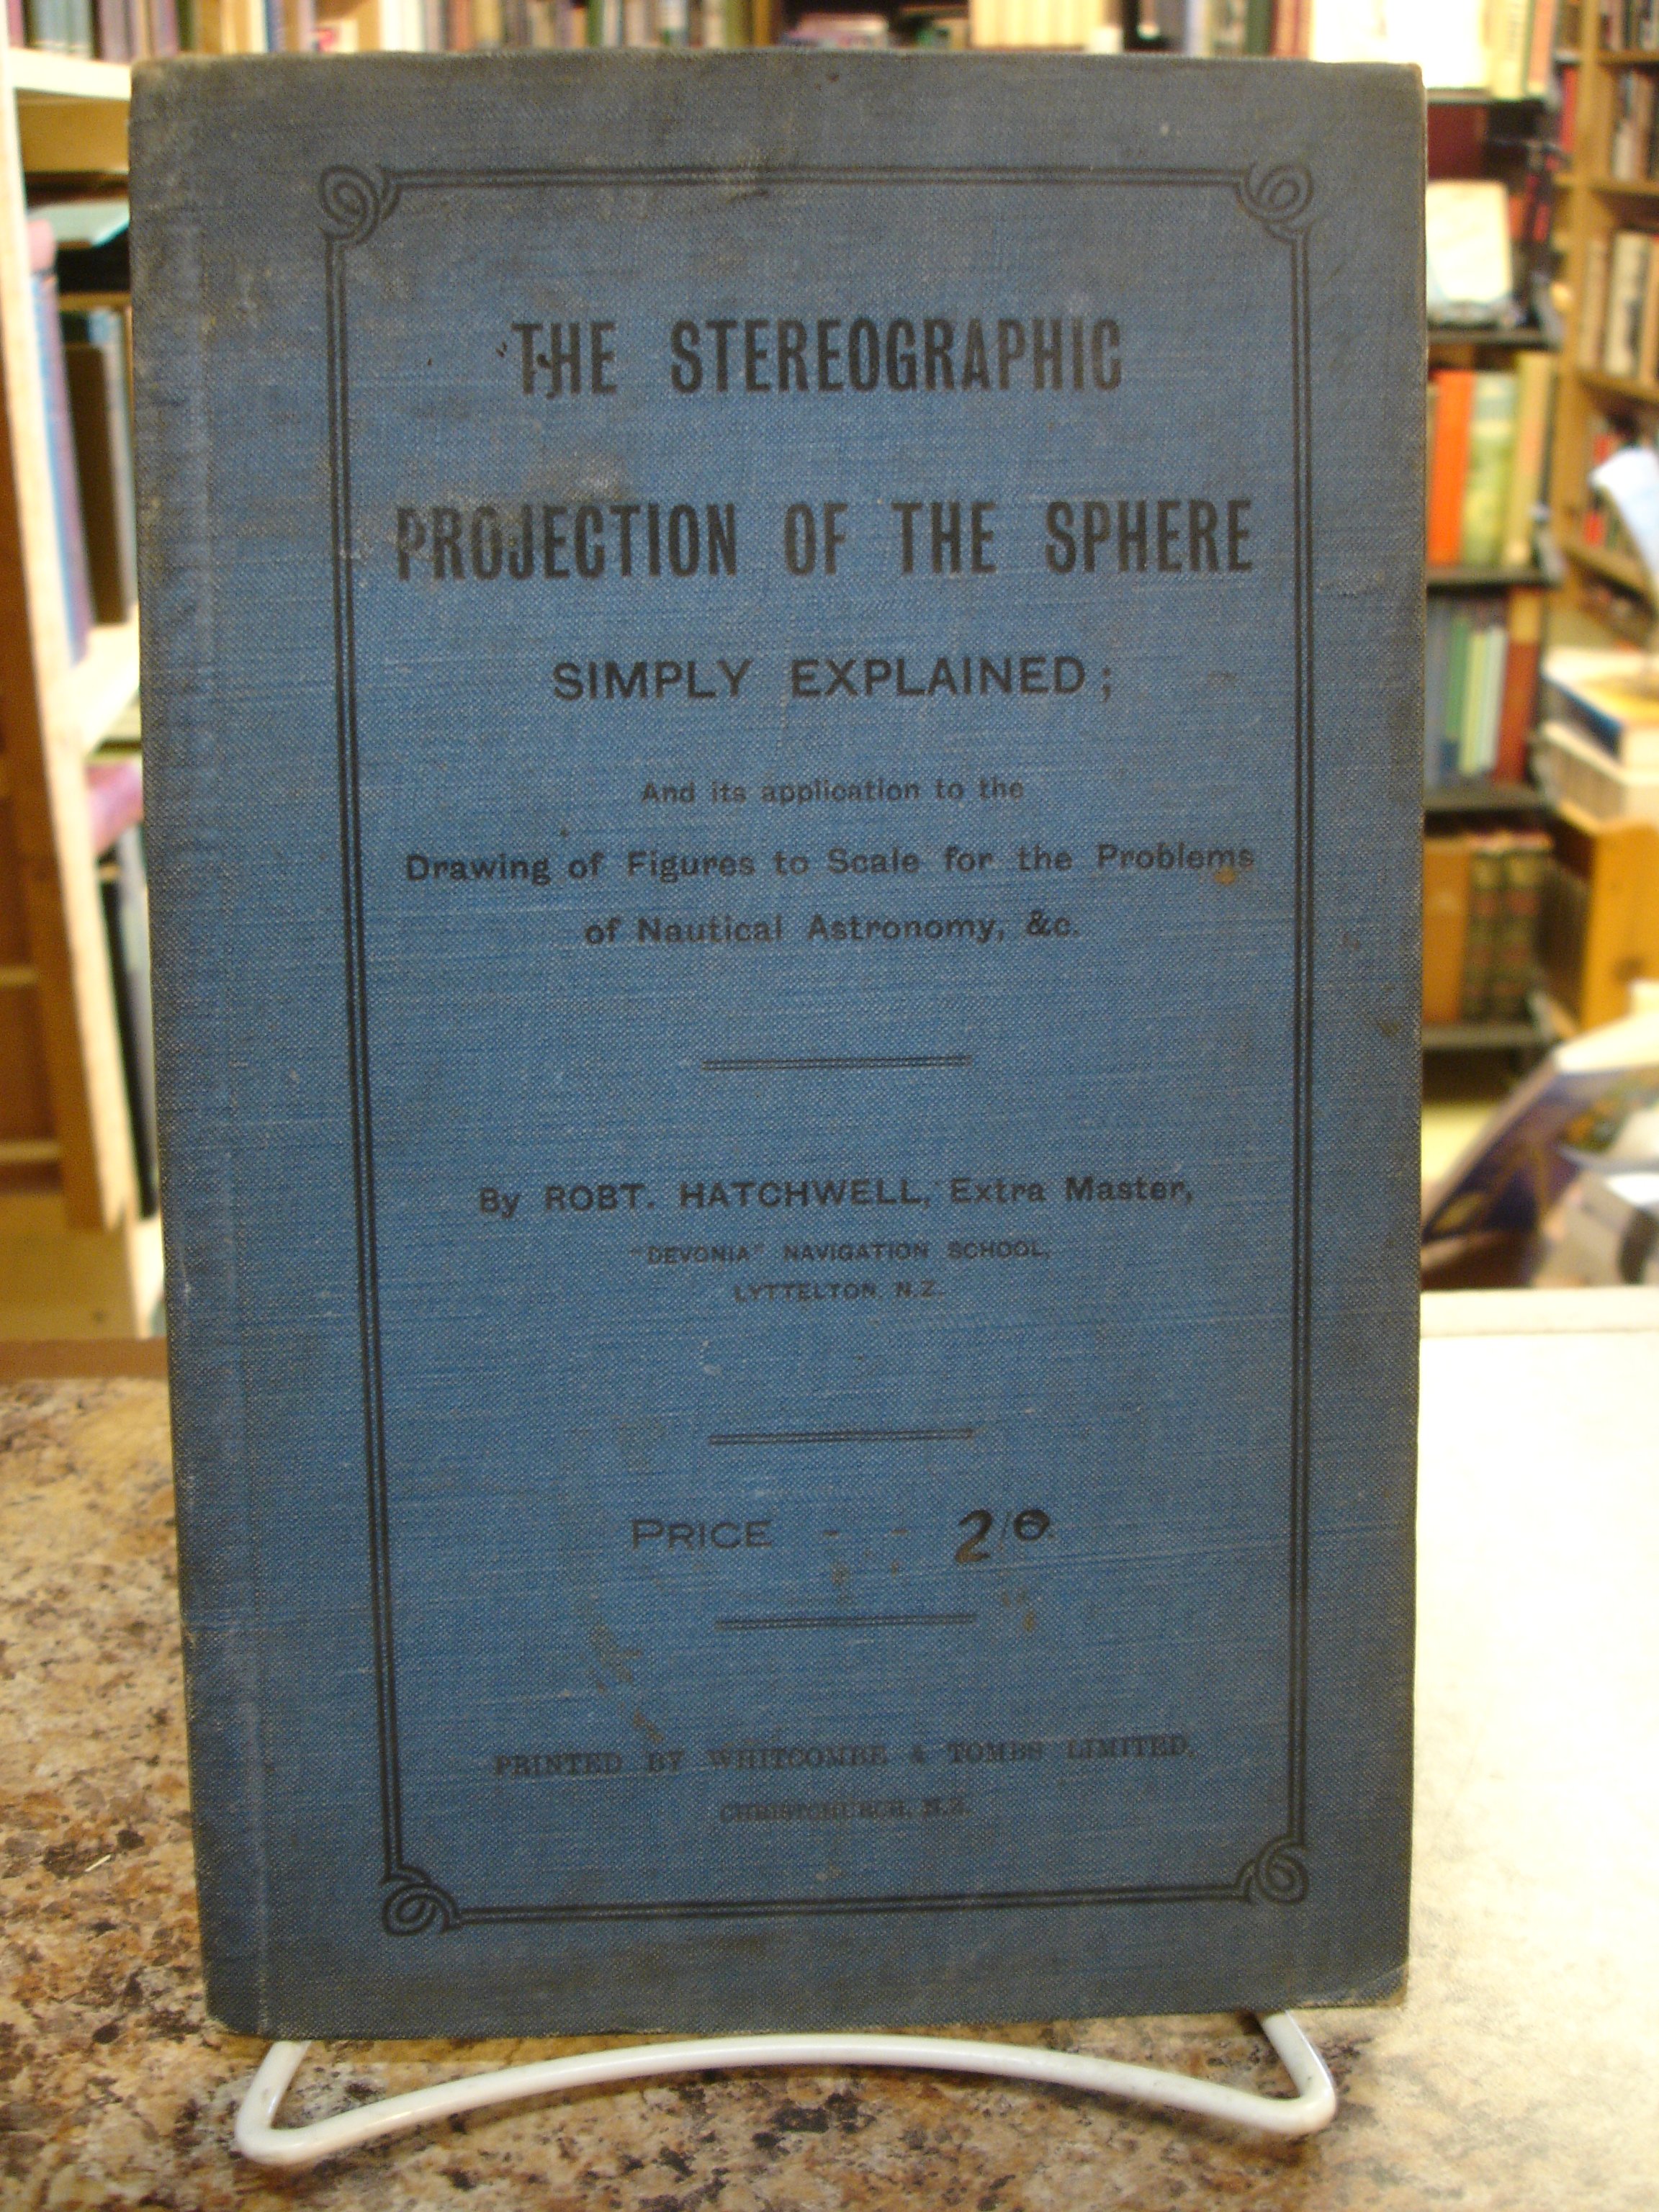 THE STEREOGRAPHIC
PROJECTION OF THE SPHERE
SIMPLY EXPLAINED;
And its application to the
Drawing of Figures to Scale for the Problems
of Nautical Astronomy, &c.
By ROBT. HATCHWELL, Extra Master,
"DEVONIA" NAVIGATION SCHOOL,
LYTTELTON, N.Z.
PRICE - - 2/6
PRINTED BY WHITCOMBE & TOMBS LIMITED,
CHRISTCHURCH, N.Z.